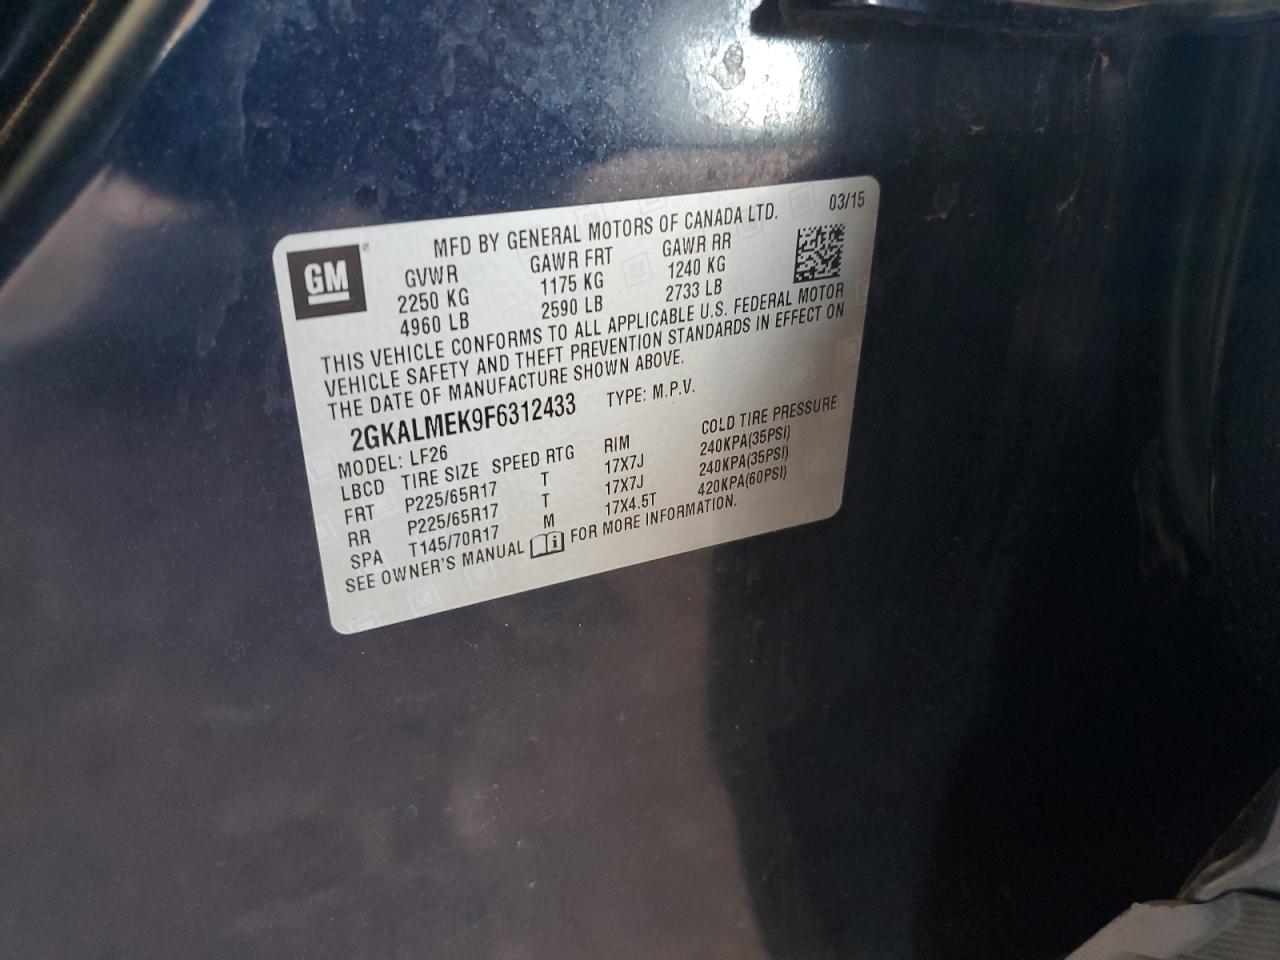 03/15
GM
MFD BY GENERAL MOTORS OF CANADA LTD.
GVWR GAWR FRT GAWR RR
2250 KG 1175 KG 1240 KG
4960 LB 2590 LB 2733 LB
THIS VEHICLE CONFORMS TO ALL APPLICABLE U.S. FEDERAL MOTOR
VEHICLE SAFETY AND THEFT PREVENTION STANDARDS IN EFFECT ON
THE DATE OF MANUFACTURE SHOWN ABOVE.
2GKALMEK9F6312433 TYPE: M.P.V.
MODEL: LF26
LBCD TIRE SIZE SPEED RTG RIM COLD TIRE PRESSURE
FRT P225/65R17 T 17X7J 240KPA(35PSI)
RR P225/65R17 T 17X7J 240KPA(35PSI)
SPA T145/70R17 M 17X4.5T 420KPA(60PSI)
SEE OWNER'S MANUAL FOR MORE INFORMATION.